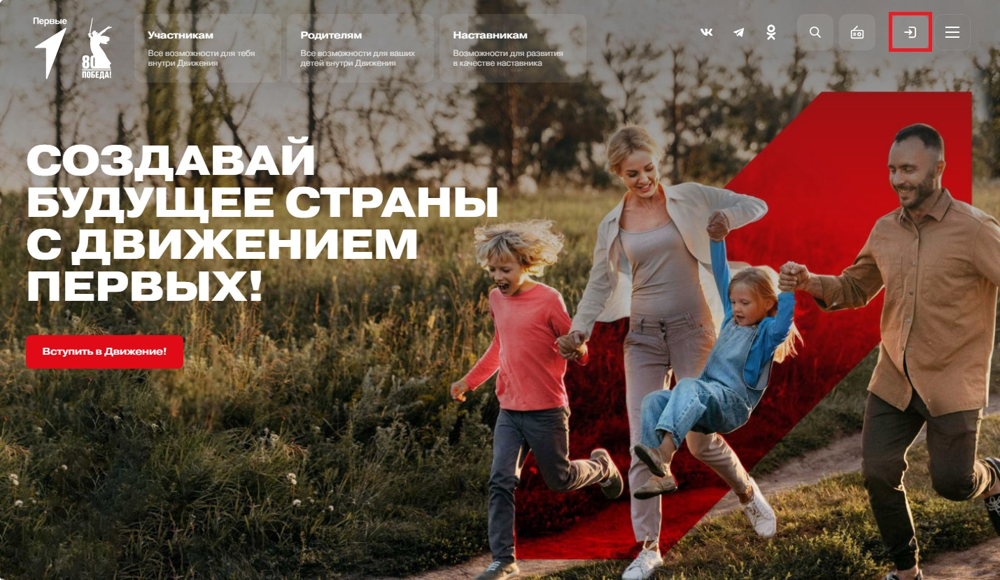 Первые
80
ПОБЕДА!
Участникам
Все возможности для тебя
внутри Движения
Родителям
Все возможности для ваших
детей внутри Движения
Наставникам
Возможности для развития
в качестве наставника
СОЗДАВАЙ
БУДУЩЕЕ СТРАНЫ
С ДВИЖЕНИЕМ
ПЕРВЫХ!
Вступить в Движение!